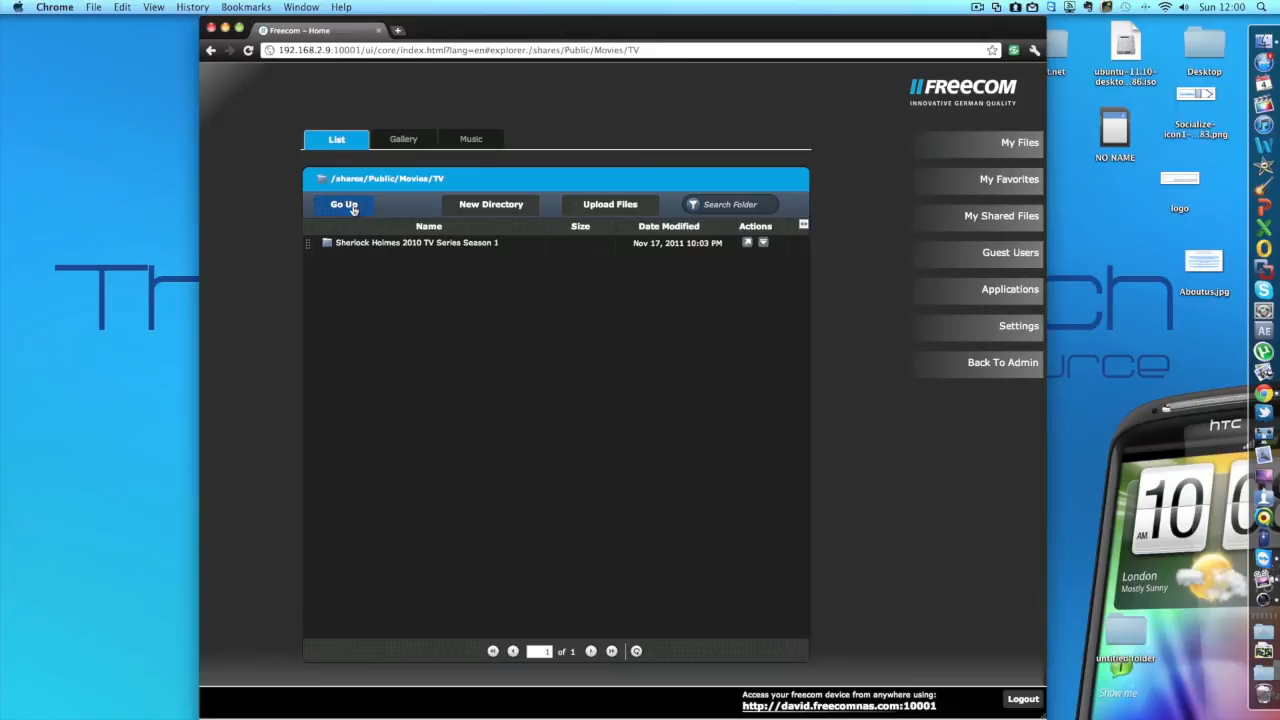 Chrome File Edit View History Bookmarks Window Help
Sun 12:00
Freecom – Home
192.168.2.9:10001/ui/core/index.html?lang=en#explorer./shares/Public/Movies/TV
FREECOM
INNOVATIVE GERMAN QUALITY
List Gallery Music
/shares/Public/Movies/TV
Go Up New Directory Upload Files Search Folder
Name Size Date Modified Actions
Sherlock Holmes 2010 TV Series Season 1 Nov 17, 2011 10:03 PM
1 of 1
My Files
My Favorites
My Shared Files
Guest Users
Applications
Settings
Back To Admin
Access your freecom device from anywhere using:
http://david.freecomnas.com:10001
Logout
ubuntu-11.10-
deskto...86.iso
Desktop
Socialize-
icon1-...83.png
NO NAME
logo
Aboutus.jpg
untitled folder
hTC
10
AM
London
Mostly Sunny
Show me